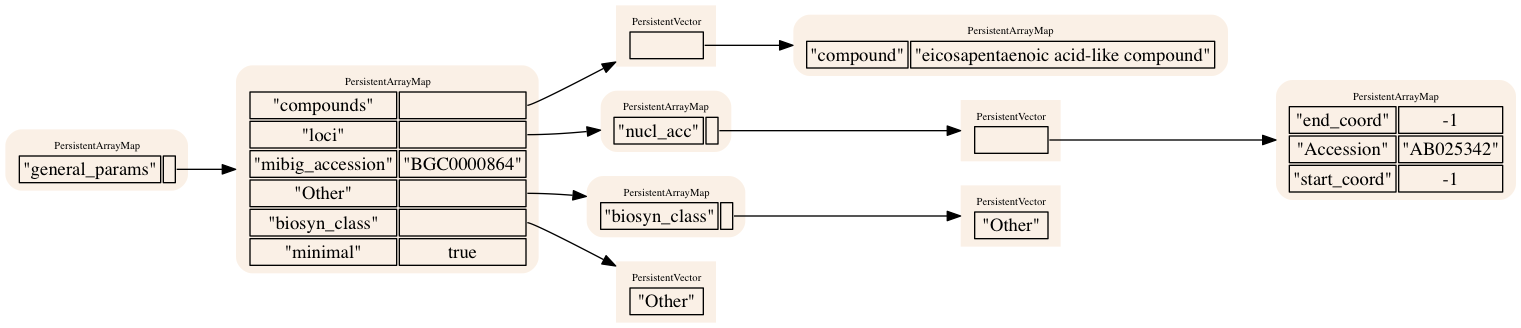 PersistentArrayMap
"general_params"
PersistentArrayMap
"compounds"
"loci"
"mibig_accession" "BGC0000864"
"Other"
"biosyn_class"
"minimal" true
PersistentVector
PersistentArrayMap
"compound" "eicosapentaenoic acid-like compound"
PersistentArrayMap
"nucl_acc"
PersistentVector
PersistentArrayMap
"end_coord" -1
"Accession" "AB025342"
"start_coord" -1
PersistentArrayMap
"biosyn_class"
PersistentVector
"Other"
PersistentVector
"Other"